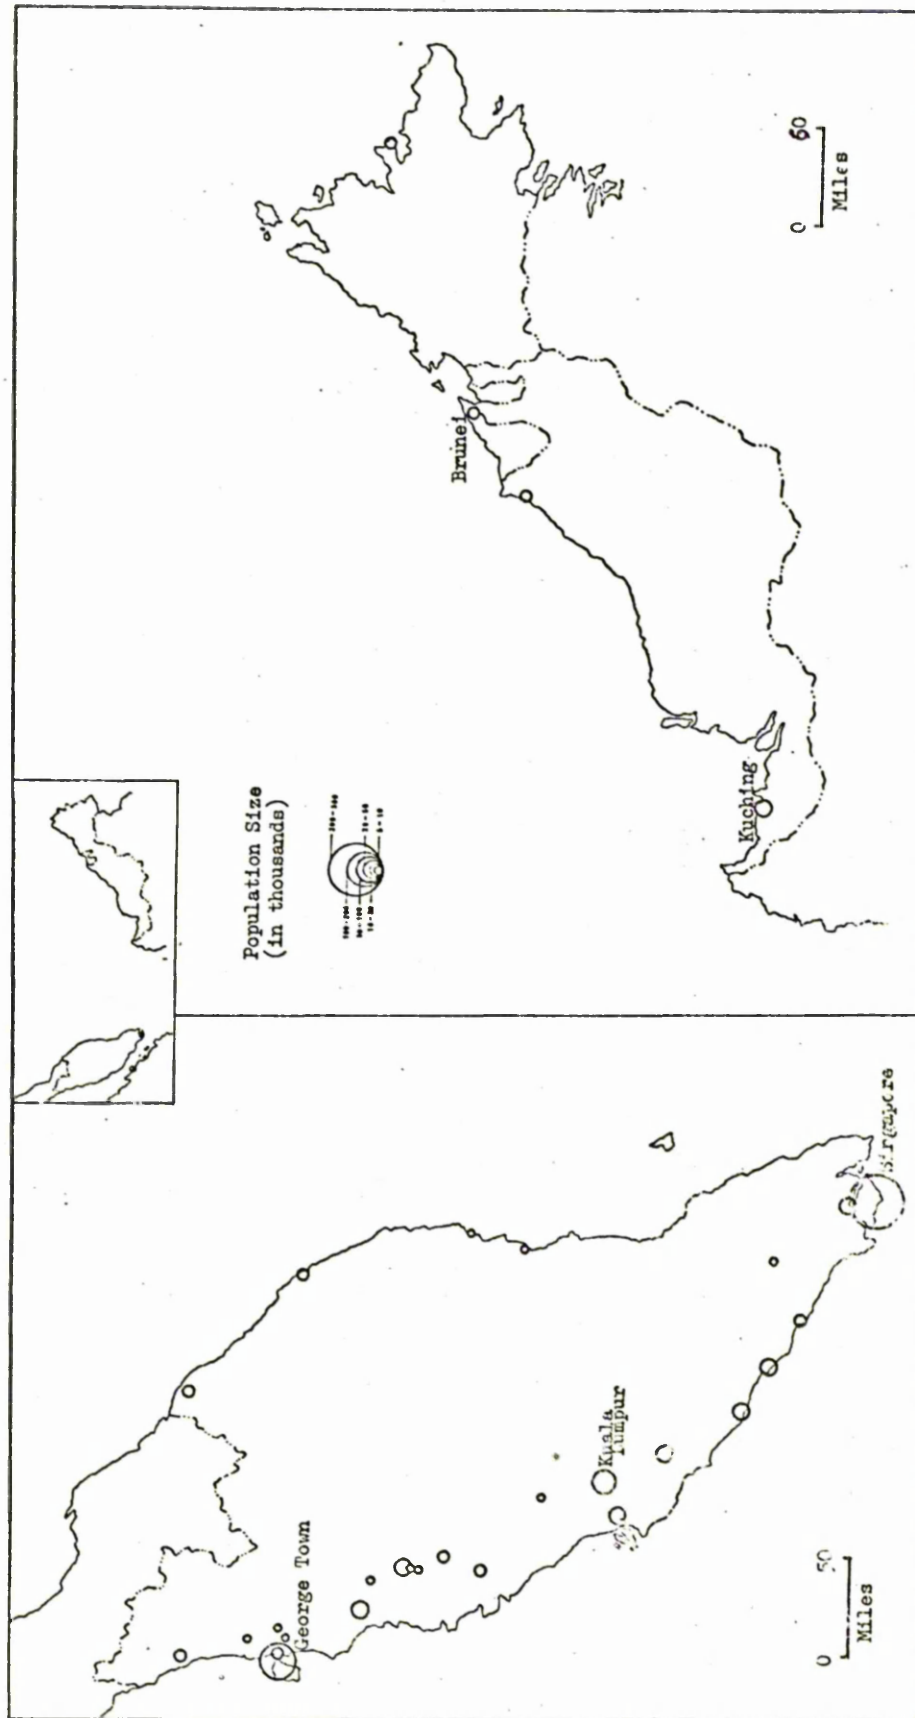 Population Size
(in thousands)
George Town
Kuala
Lumpur
Singapore
0
50
Miles
Kuching
Brunei
0
60
Miles